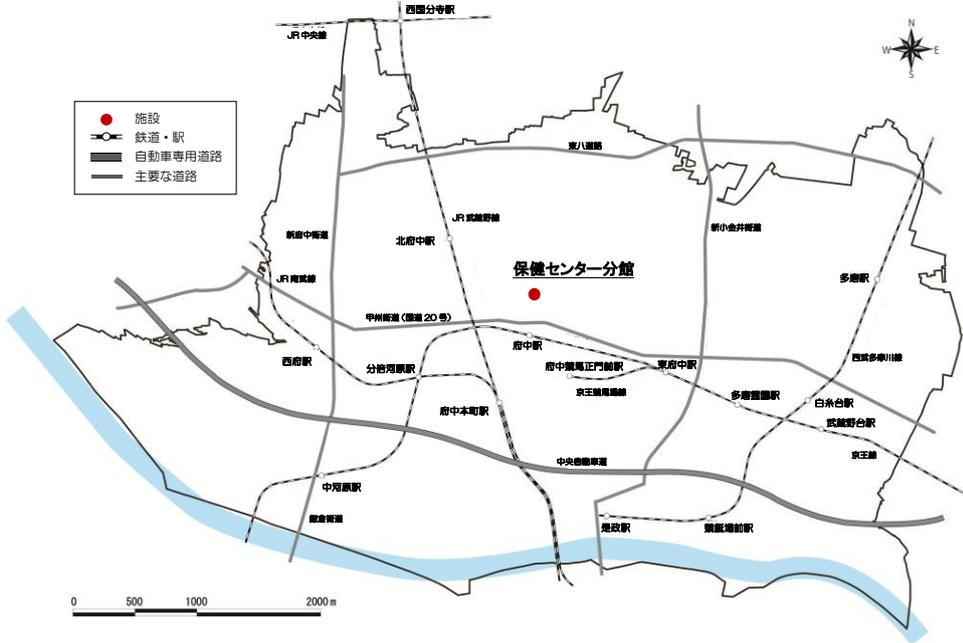 西国分寺駅
JR中央線
N
W
E
S
施設
鉄道・駅
自動車専用道路
主要な道路
東八道路
JR武蔵野線
新府中街道
北府中駅
新小金井街道
保健センター分館
多磨駅
JR南武線
甲州街道(国道20号)
府中駅
西府駅
分倍河原駅
府中競馬正門前駅
東府中駅
西武多摩川線
京王競馬場線
多磨霊園駅
白糸台駅
府中本町駅
武蔵野台駅
京王線
中央自動車道
中河原駅
鎌倉街道
是政駅
競艇場前駅
0
500
1000
2000m